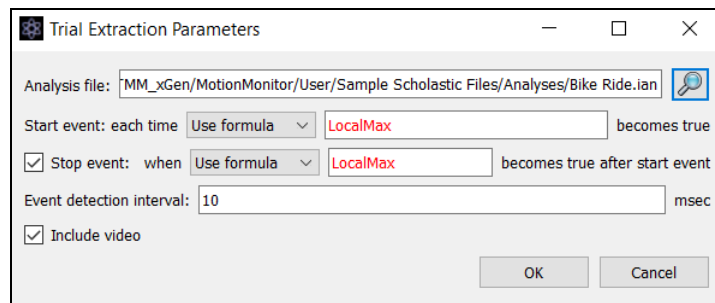 Trial Extraction Parameters
Analysis file: TMM_xGen/MotionMonitor/User/Sample Scholastic Files/Analyses/Bike Ride.ian
Start event: each time Use formula LocalMax becomes true
Stop event: when Use formula LocalMax becomes true after start event
Event detection interval: 10 msec
Include video
OK Cancel